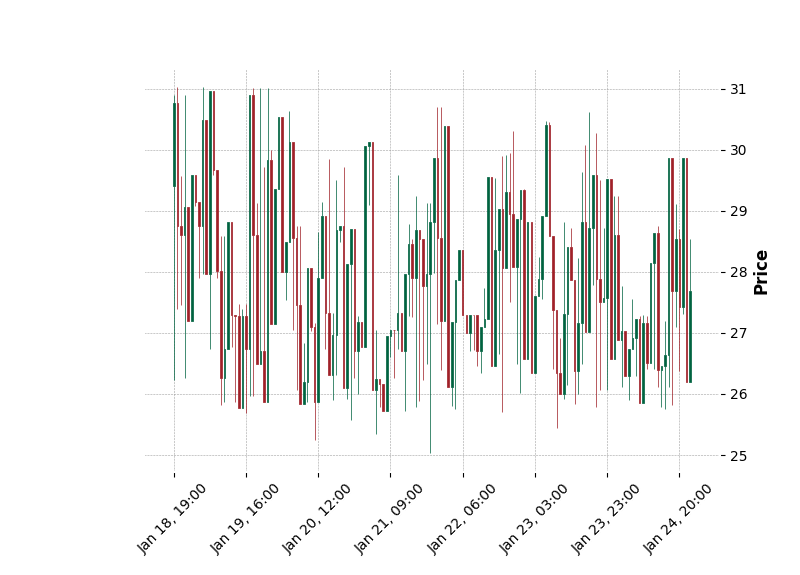 31
30
29
28
27
26
25
Price
Jan 18, 19:00
Jan 19, 16:00
Jan 20, 12:00
Jan 21, 09:00
Jan 22, 06:00
Jan 23, 03:00
Jan 23, 23:00
Jan 24, 20:00